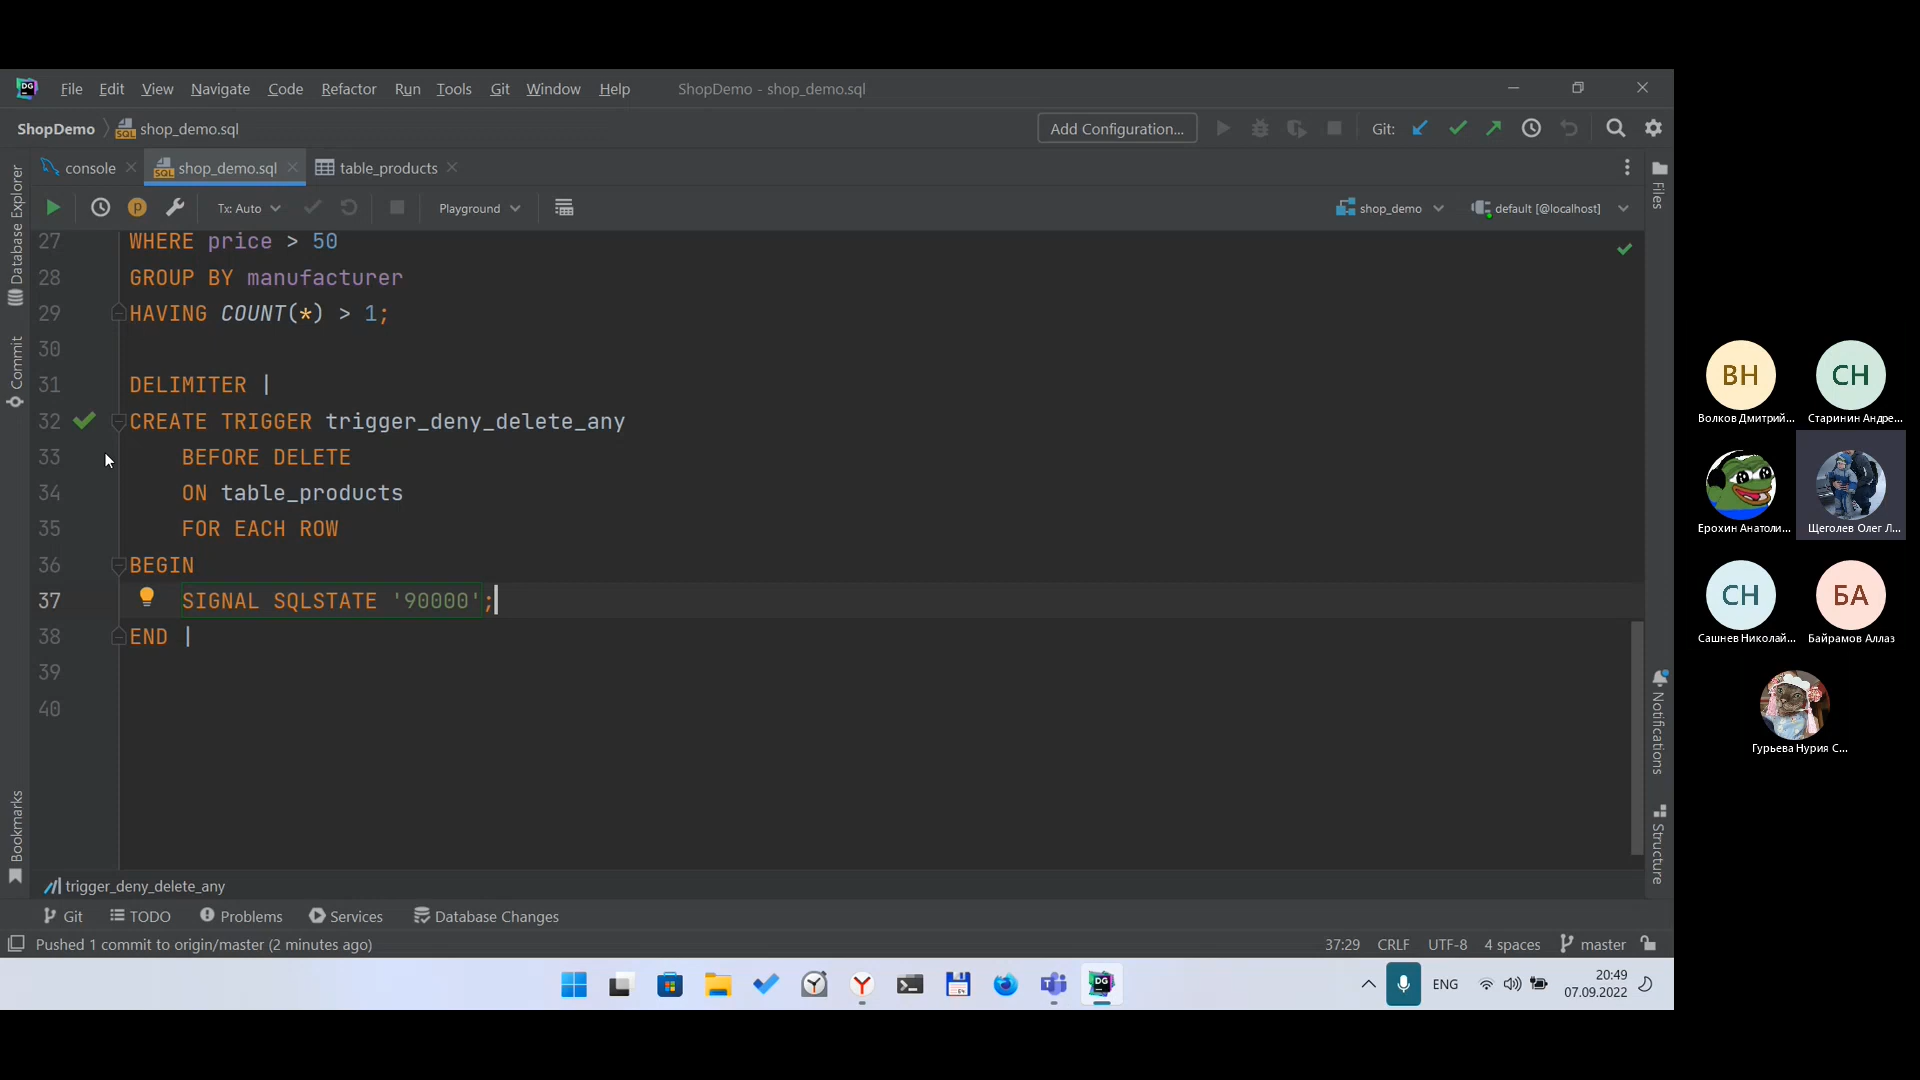 DG
File Edit View Navigate Code Refactor Run Tools Git Window Help ShopDemo - shop_demo.sql
ShopDemo shop_demo.sql Add Configuration... Git:
console shop_demo.sql table_products
Tx: Auto Playground shop_demo default [@localhost]
Database Explorer
Commit
Bookmarks
Files
Notifications
Structure
27 WHERE price > 50
28 GROUP BY manufacturer
29 HAVING COUNT(*) > 1;
30
31 DELIMITER |
32 CREATE TRIGGER trigger_deny_delete_any
33 BEFORE DELETE
34 ON table_products
35 FOR EACH ROW
36 BEGIN
37 SIGNAL SQLSTATE '90000';
38 END |
39
40
trigger_deny_delete_any
Git TODO Problems Services Database Changes
Pushed 1 commit to origin/master (2 minutes ago) 37:29 CRLF UTF-8 4 spaces master
ENG 20:49
07.09.2022
ВН СН
Волков Дмитрий... Старинин Андре...
Ерохин Анатоли... Щеголев Олег Л...
СН БА
Сашнев Николай... Байрамов Аллаз
Гурьева Нурия С...